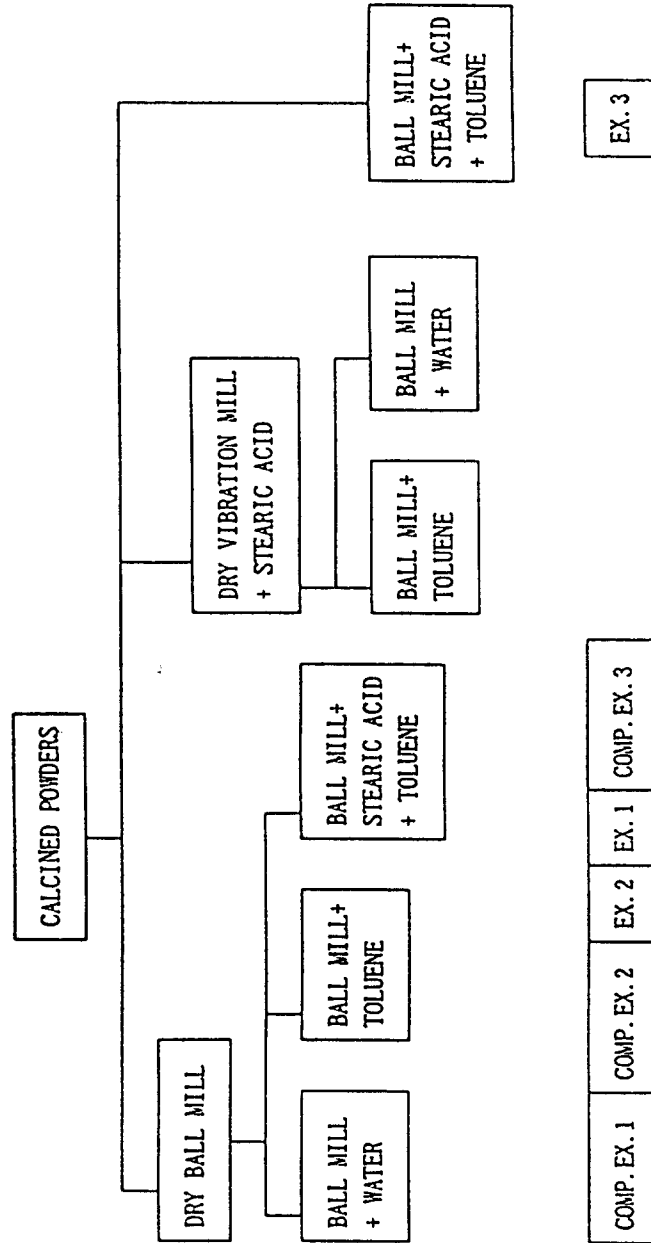 CALCINED POWDERS
DRY BALL MILL
DRY VIBRATION MILL
+ STEARIC ACID
BALL MILL
+ WATER
BALL MILL+
TOLUENE
BALL MILL+
STEARIC ACID
+ TOLUENE
BALL MILL+
TOLUENE
BALL MILL
+ WATER
BALL MILL+
STEARIC ACID
+ TOLUENE
COMP. EX. 1
COMP. EX. 2
EX. 2
EX. 1
COMP. EX. 3
EX. 3